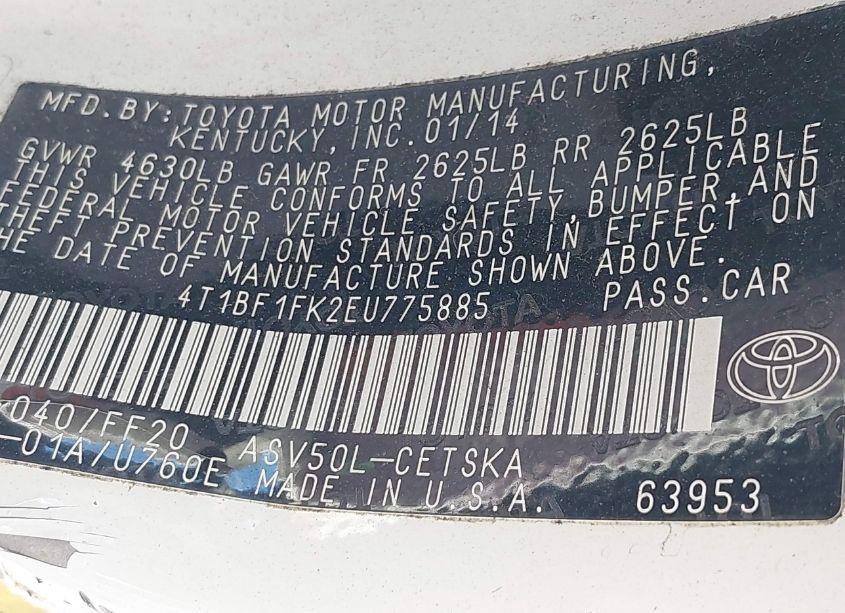 MFD. BY: TOYOTA MOTOR MANUFACTURING,
KENTUCKY, INC. 01/14
GVWR 4630LB GAWR FR 2625LB RR 2625LB
THIS VEHICLE CONFORMS TO ALL APPLICABLE
FEDERAL MOTOR VEHICLE SAFETY, BUMPER, AND
THEFT PREVENTION STANDARDS IN EFFECT ON
HE DATE OF MANUFACTURE SHOWN ABOVE.
4T1BF1FK2EU775885 PASS. CAR
040/FF20 ASV50L-CETSKA
-01A/U760E MADE IN U.S.A. 63953